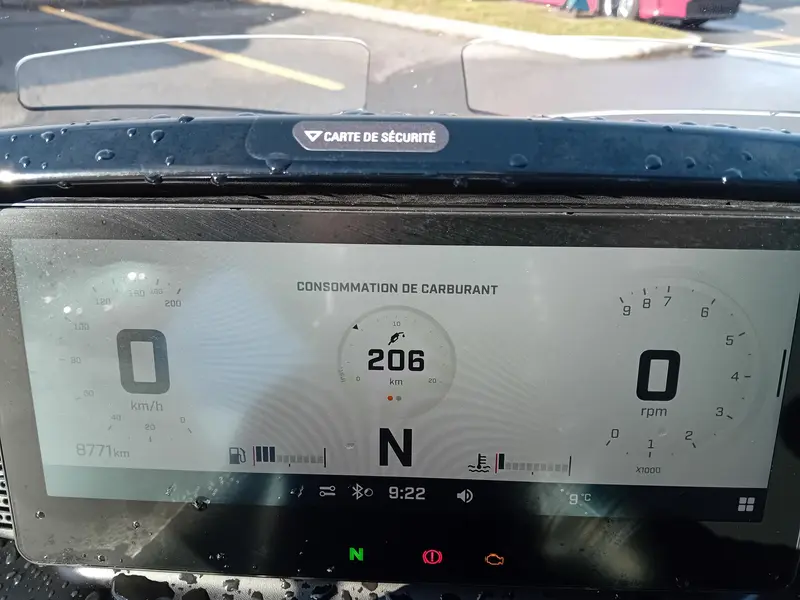 CARTE DE SÉCURITÉ
CONSOMMATION DE CARBURANT
120 140 160 200
100
80
60
40
20
0
0
km/h
8771km
10
0
20
206
km
N
9 8 7
6
5
4
3
2
1
0
0
rpm
X1000
9:22
9°C
N